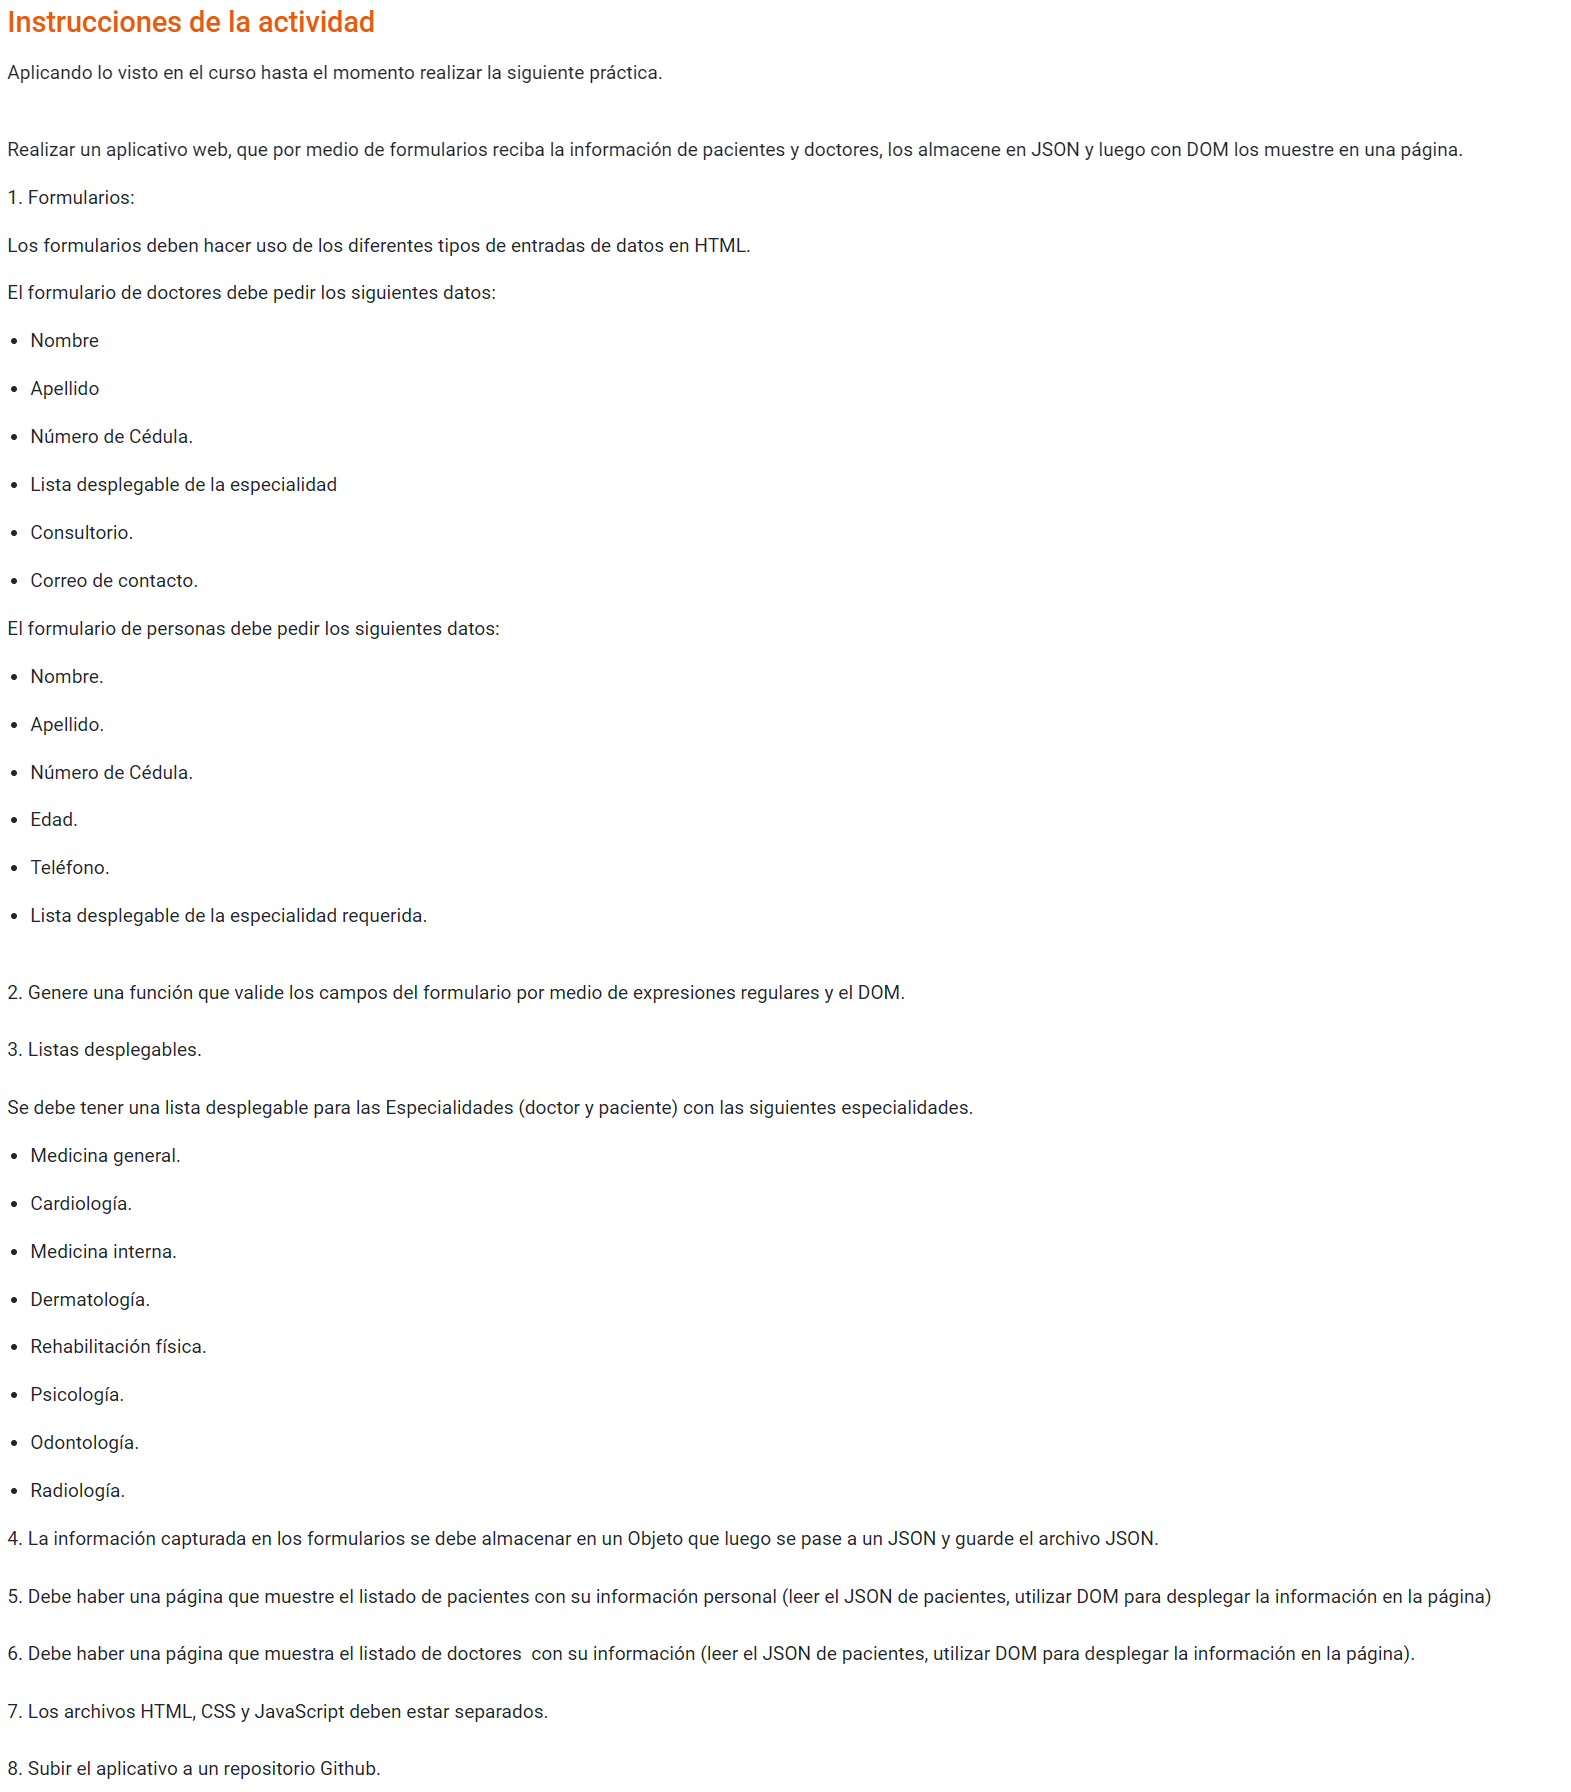 Instrucciones de la actividad
Aplicando lo visto en el curso hasta el momento realizar la siguiente práctica.
Realizar un aplicativo web, que por medio de formularios reciba la información de pacientes y doctores, los almacene en JSON y luego con DOM los muestre en una página.
1. Formularios:
Los formularios deben hacer uso de los diferentes tipos de entradas de datos en HTML.
El formulario de doctores debe pedir los siguientes datos:
• Nombre
• Apellido
• Número de Cédula.
• Lista desplegable de la especialidad
• Consultorio.
• Correo de contacto.
El formulario de personas debe pedir los siguientes datos:
• Nombre.
• Apellido.
• Número de Cédula.
• Edad.
• Teléfono.
• Lista desplegable de la especialidad requerida.
2. Genere una función que valide los campos del formulario por medio de expresiones regulares y el DOM.
3. Listas desplegables.
Se debe tener una lista desplegable para las Especialidades (doctor y paciente) con las siguientes especialidades.
• Medicina general.
• Cardiología.
• Medicina interna.
• Dermatología.
• Rehabilitación física.
• Psicología.
• Odontología.
• Radiología.
4. La información capturada en los formularios se debe almacenar en un Objeto que luego se pase a un JSON y guarde el archivo JSON.
5. Debe haber una página que muestre el listado de pacientes con su información personal (leer el JSON de pacientes, utilizar DOM para desplegar la información en la página)
6. Debe haber una página que muestra el listado de doctores  con su información (leer el JSON de pacientes, utilizar DOM para desplegar la información en la página).
7. Los archivos HTML, CSS y JavaScript deben estar separados.
8. Subir el aplicativo a un repositorio Github.